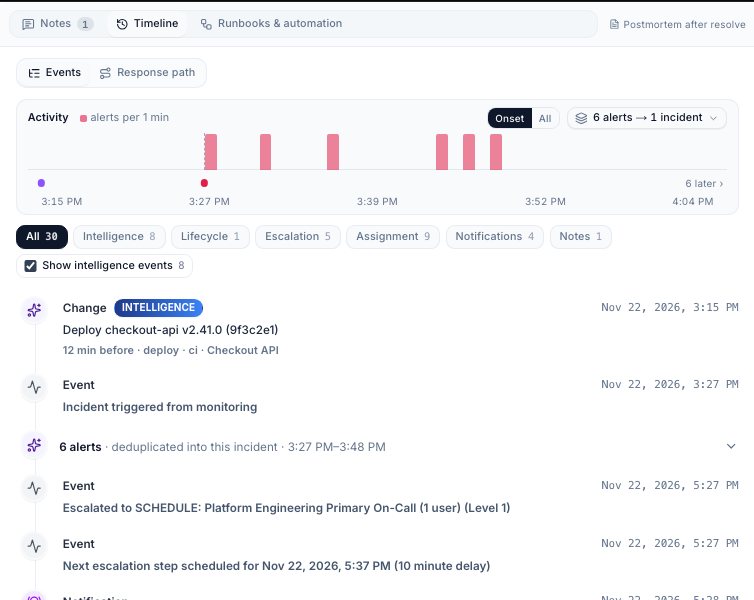 Notes 1 Timeline Runbooks & automation Postmortem after resolve
Events Response path
Activity alerts per 1 min Onset All 6 alerts → 1 incident
6 later ›
3:15 PM 3:27 PM 3:39 PM 3:52 PM 4:04 PM
All 30 Intelligence 8 Lifecycle 1 Escalation 5 Assignment 9 Notifications 4 Notes 1
Show intelligence events 8
Change INTELLIGENCE Nov 22, 2026, 3:15 PM
Deploy checkout-api v2.41.0 (9f3c2e1)
12 min before · deploy · ci · Checkout API
Event Nov 22, 2026, 3:27 PM
Incident triggered from monitoring
6 alerts · deduplicated into this incident · 3:27 PM–3:48 PM
Event Nov 22, 2026, 5:27 PM
Escalated to SCHEDULE: Platform Engineering Primary On-Call (1 user) (Level 1)
Event Nov 22, 2026, 5:27 PM
Next escalation step scheduled for Nov 22, 2026, 5:37 PM (10 minute delay)
Notification Nov 22, 2026, 5:28 PM